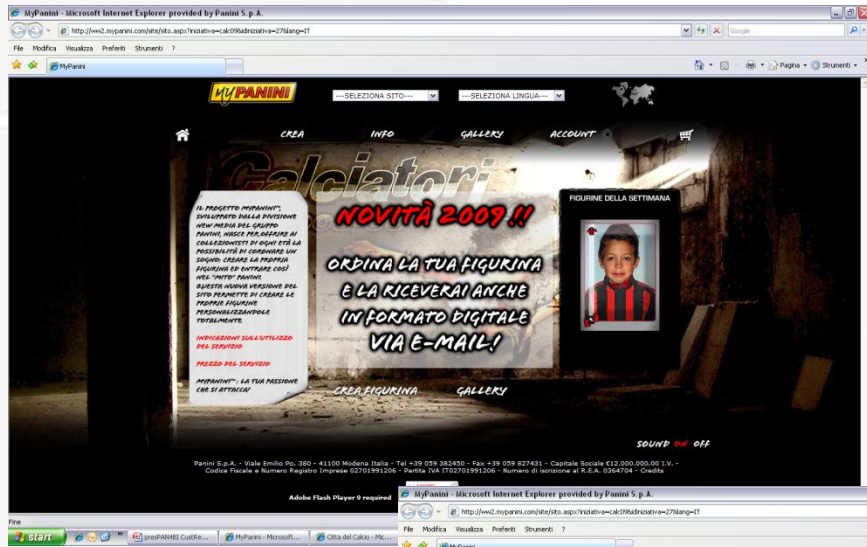 MyPanini - Microsoft Internet Explorer provided by Panini S.p.A.
http://ww2.mypanini.com/site/sito.aspx?iniziativa=calc09&idiniziativa=27&lang=IT
Google
File Modifica Visualizza Preferiti Strumenti ?
MyPanini
Pagina Strumenti
MYPANINI
---SELEZIONA SITO---
---SELEZIONA LINGUA---
CREA INFO GALLERY ACCOUNT
Calciatori
IL PROGETTO MYPANINI™,
SVILUPPATO DALLA DIVISIONE
NEW MEDIA DEL GRUPPO
PANINI, NASCE PER OFFRIRE AI
COLLEZIONISTI DI OGNI ETÀ LA
POSSIBILITÀ DI CORONARE UN
SOGNO: CREARE LA PROPRIA
FIGURINA ED ENTRARE COSÌ
NEL "MITO" PANINI.
QUESTA NUOVA VERSIONE DEL
SITO PERMETTE DI CREARE LE
PROPRIE FIGURINE
PERSONALIZZANDOLE
TOTALMENTE.
INDICAZIONI SULL'UTILIZZO
DEL SERVIZIO
PREZZO DEL SERVIZIO
MYPANINI™: LA TUA PASSIONE
CHE SI ATTACCA!
NOVITÀ 2009 !!
ORDINA LA TUA FIGURINA
E LA RICEVERAI ANCHE
IN FORMATO DIGITALE
VIA E-MAIL!
FIGURINE DELLA SETTIMANA
CREA FIGURINA GALLERY
SOUND ON OFF
Panini S.p.A. - Viale Emilio Po, 380 - 41100 Modena Italia - Tel +39 059 382450 - Fax +39 059 827431 - Capitale Sociale €12.000.000,00 I.V. -
Codice Fiscale e Numero Registro Imprese 02701991206 - Partita IVA IT02701991206 - Numero di iscrizione al R.E.A. 0364704 - Credits
Adobe Flash Player 9 required
Fine
start
presPANINI CustRe...
MyPanini - Microsoft...
Citta del Calcio - Mic...
MyPanini - Microsoft Internet Explorer provided by Panini S.p.A.
http://ww2.mypanini.com/site/sito.aspx?iniziativa=calc09&idiniziativa=27&lang=IT
File Modifica Visualizza Preferiti Strumenti ?